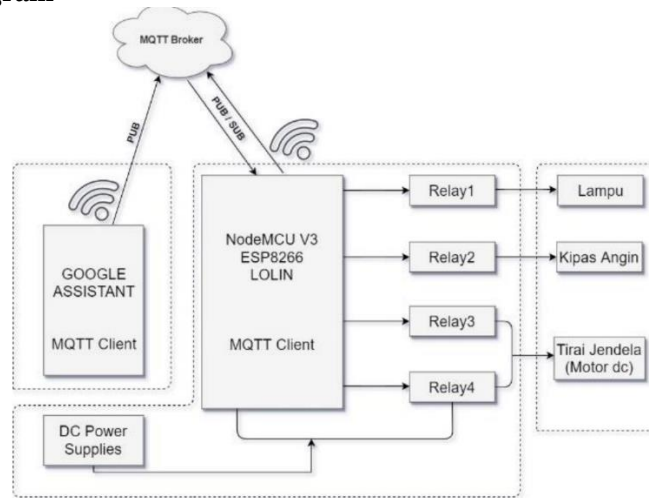 MQTT Broker
PUB
PUB / SUB
GOOGLE
ASSISTANT
MQTT Client
NodeMCU V3
ESP8266
LOLIN
MQTT Client
Relay1
Relay2
Relay3
Relay4
Lampu
Kipas Angin
Tirai Jendela
(Motor dc)
DC Power
Supplies